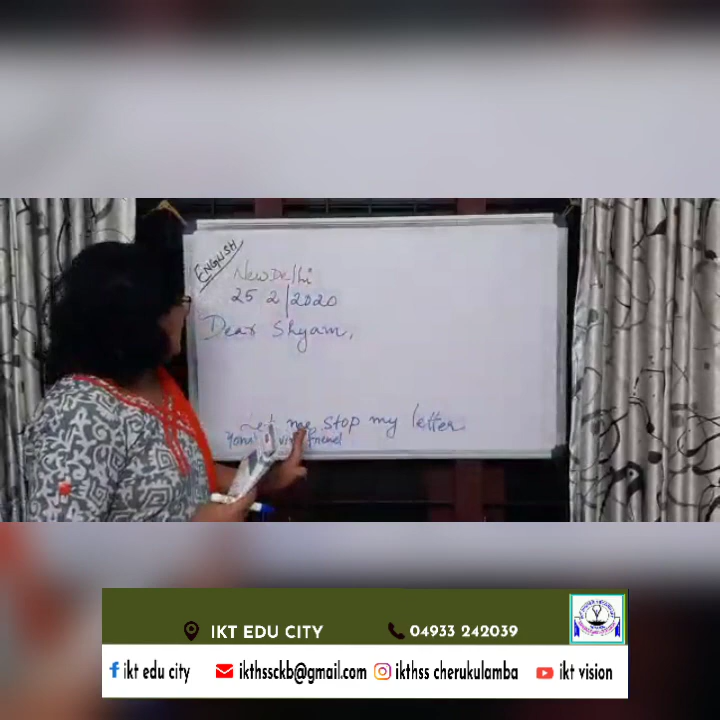 ENGLISH
New Delhi
25 2/2020
Dear Shyam,
Let me stop my letter
friend
IKT EDU CITY
04933 242039
ikt edu city
ikthssckb@gmail.com
ikthss cherukulamba
ikt vision